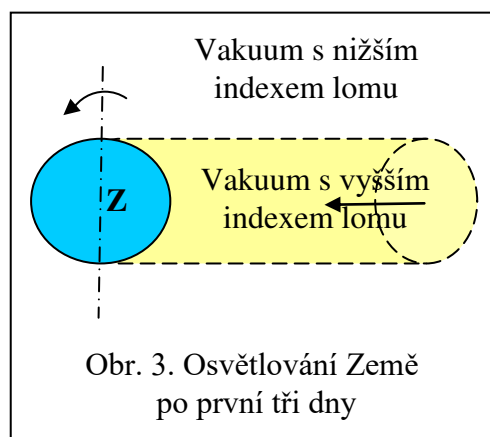 Vakuum s nižším
indexem lomu
Vakuum s vyšším
indexem lomu
Z
Obr. 3. Osvětlování Země
po první tři dny